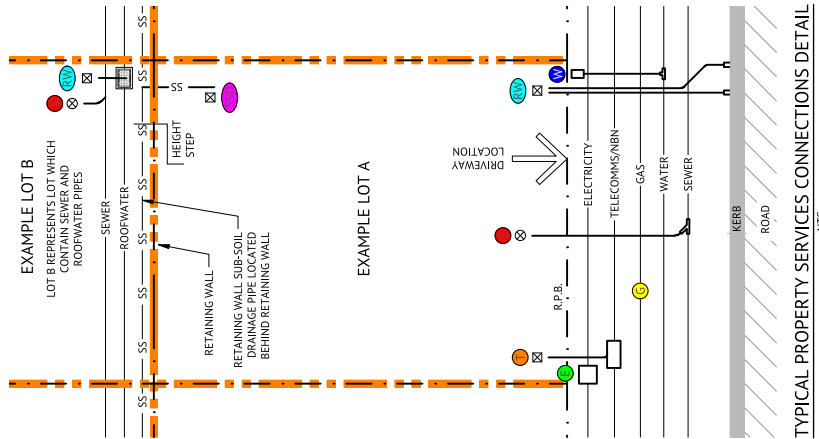 EXAMPLE LOT B
LOT B REPRESENTS LOT WHICH
CONTAIN SEWER AND
ROOFWATER PIPES
RW
SEWER
ROOFWATER
SS
SS
SS
SS
SS
SS
SS
SS
SS
SS
HEIGHT
STEP
RETAINING WALL
RETAINING WALL SUB-SOIL
DRAINAGE PIPE LOCATED
BEHIND RETAINING WALL
EXAMPLE LOT A
RW
W
DRIVEWAY
LOCATION
T
E
G
R.P.B.
ELECTRICITY
TELECOMMS/NBN
GAS
WATER
SEWER
KERB
ROAD
TYPICAL PROPERTY SERVICES CONNECTIONS DETAIL